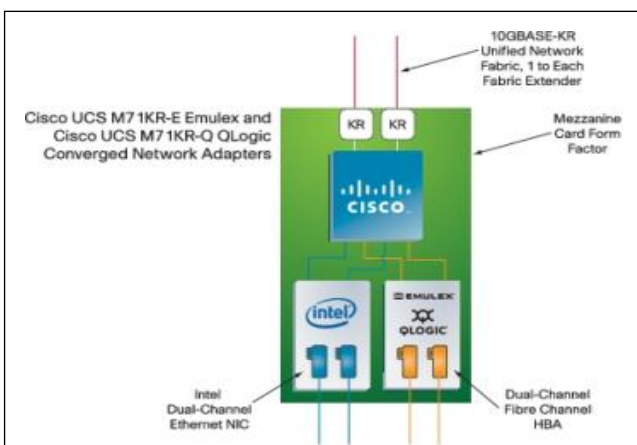 10GBASE-KR
Unified Network
Fabric, 1 to Each
Fabric Extender
Cisco UCS M71KR-E Emulex and
Cisco UCS M71KR-Q QLogic
Converged Network Adapters
KR
KR
Mezzanine
Card Form
Factor
CISCO
intel
EMULEX
QLOGIC
Intel
Dual-Channel
Ethernet NIC
Dual-Channel
Fibre Channel
HBA